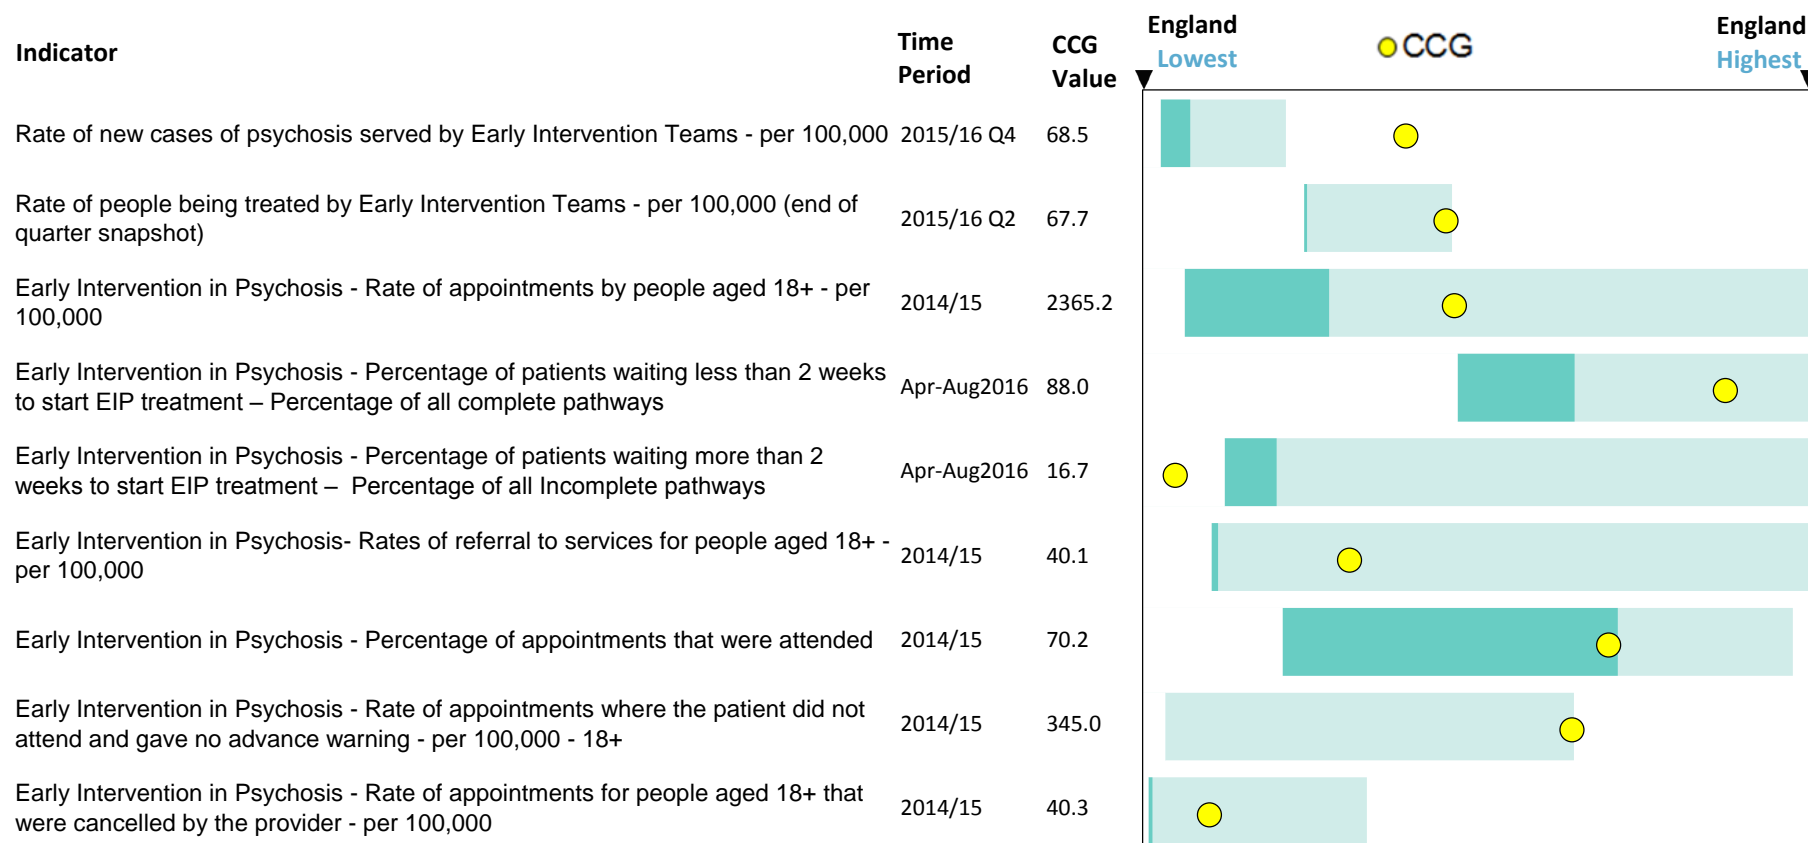 Indicator
Time
Period
CCG
Value
England
Lowest
CCG
England
Highest
Rate of new cases of psychosis served by Early Intervention Teams - per 100,000 2015/16 Q4 68.5
Rate of people being treated by Early Intervention Teams - per 100,000 (end of
quarter snapshot)
2015/16 Q2 67.7
Early Intervention in Psychosis - Rate of appointments by people aged 18+ - per
100,000
2014/15 2365.2
Early Intervention in Psychosis - Percentage of patients waiting less than 2 weeks
to start EIP treatment – Percentage of all complete pathways
Apr-Aug2016 88.0
Early Intervention in Psychosis - Percentage of patients waiting more than 2
weeks to start EIP treatment – Percentage of all Incomplete pathways
Apr-Aug2016 16.7
Early Intervention in Psychosis- Rates of referral to services for people aged 18+ -
per 100,000
2014/15 40.1
Early Intervention in Psychosis - Percentage of appointments that were attended 2014/15 70.2
Early Intervention in Psychosis - Rate of appointments where the patient did not
attend and gave no advance warning - per 100,000 - 18+
2014/15 345.0
Early Intervention in Psychosis - Rate of appointments for people aged 18+ that
were cancelled by the provider - per 100,000
2014/15 40.3